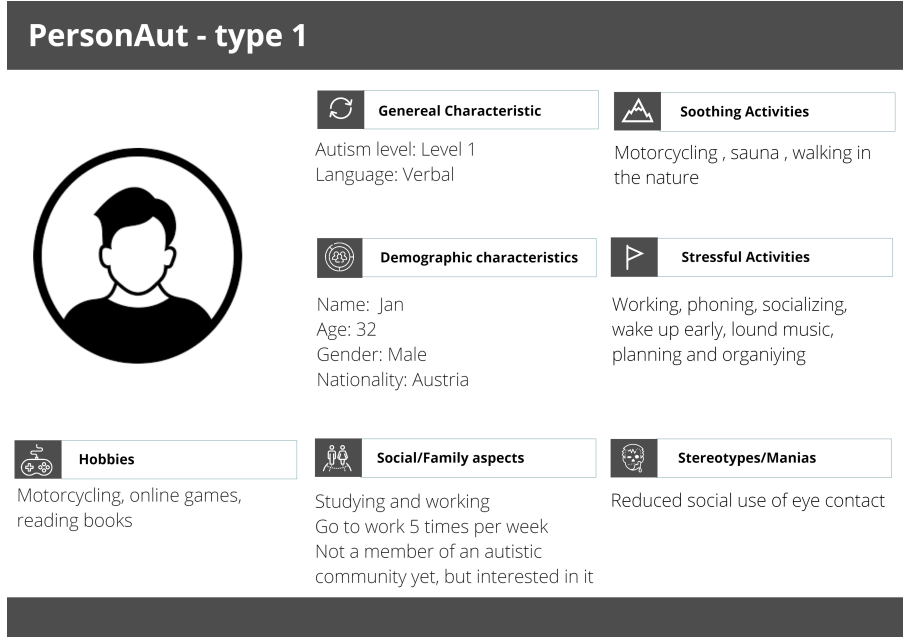 PersonAut - type 1
Genereal Characteristic
Autism level: Level 1
Language: Verbal
Soothing Activities
Motorcycling , sauna , walking in
the nature
Demographic characteristics
Name:  Jan
Age: 32
Gender: Male
Nationality: Austria
Stressful Activities
Working, phoning, socializing,
wake up early, lound music,
planning and organiying
Hobbies
Motorcycling, online games,
reading books
Social/Family aspects
Studying and working
Go to work 5 times per week
Not a member of an autistic
community yet, but interested in it
Stereotypes/Manias
Reduced social use of eye contact